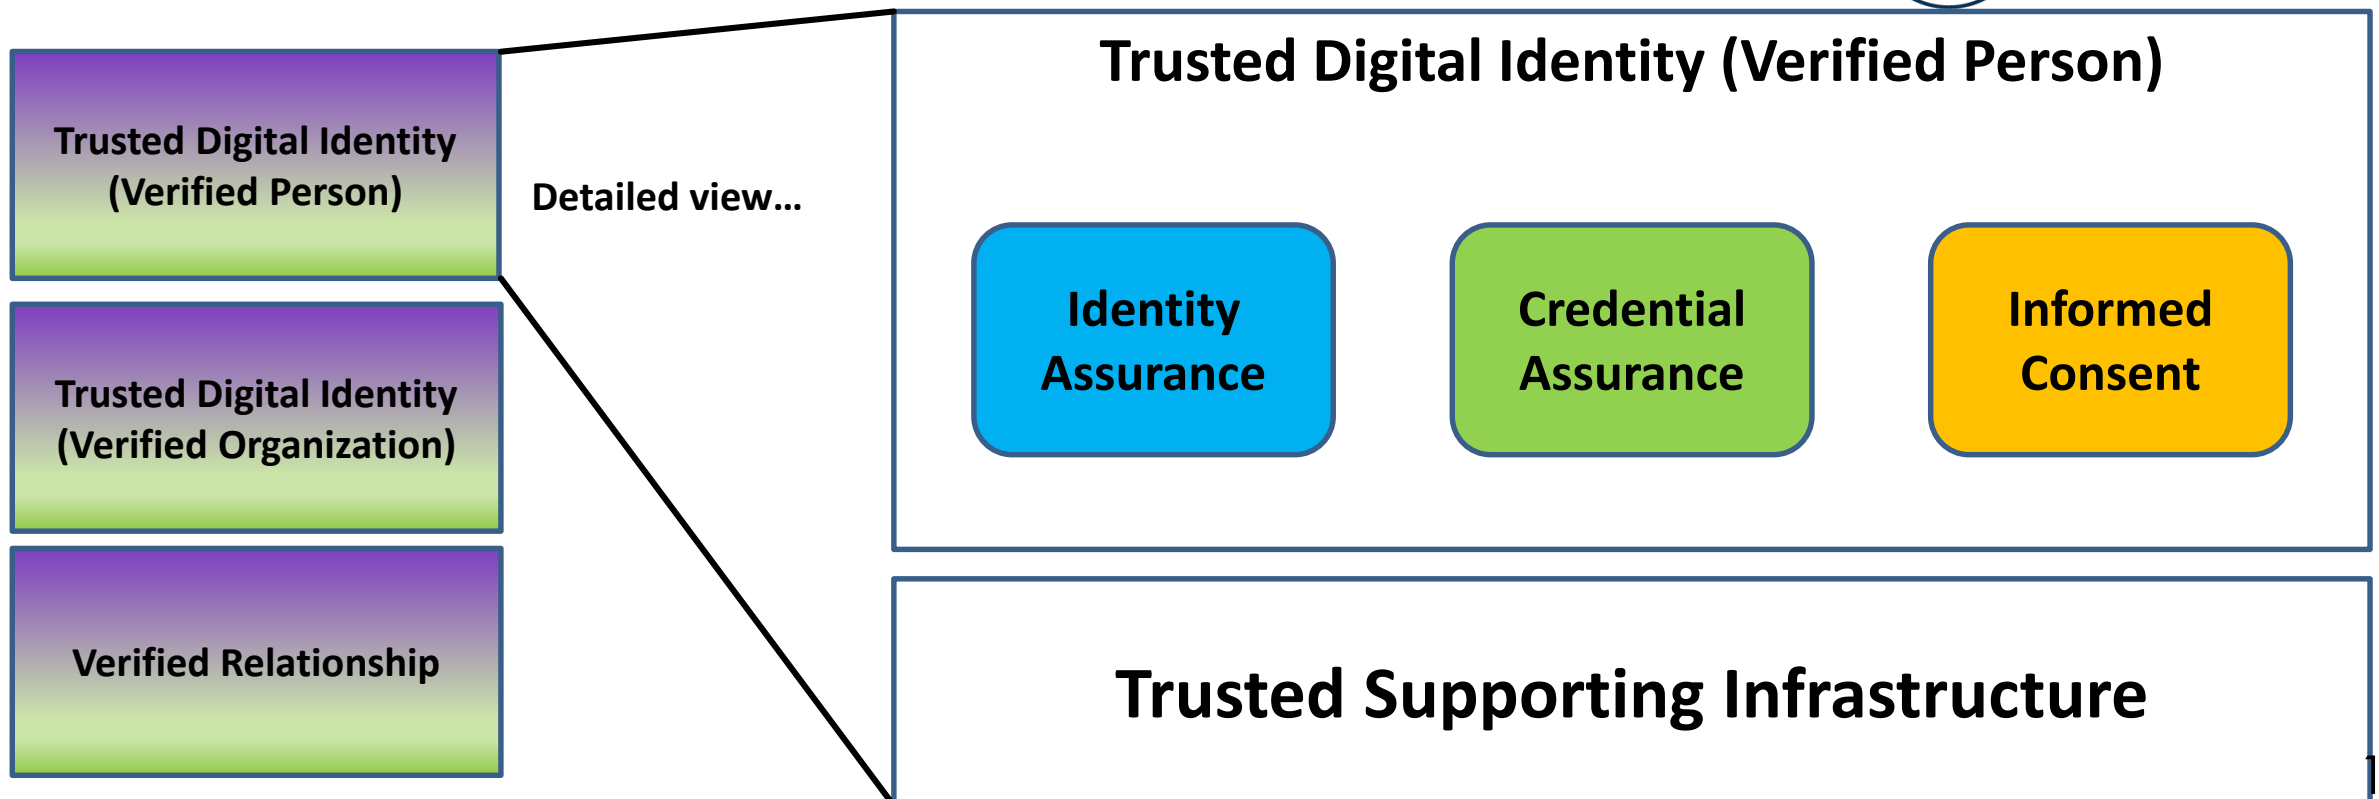 Trusted Digital Identity
(Verified Person)
Trusted Digital Identity
(Verified Organization)
Verified Relationship
Detailed view...
Trusted Digital Identity (Verified Person)
Identity
Assurance
Credential
Assurance
Informed
Consent
Trusted Supporting Infrastructure